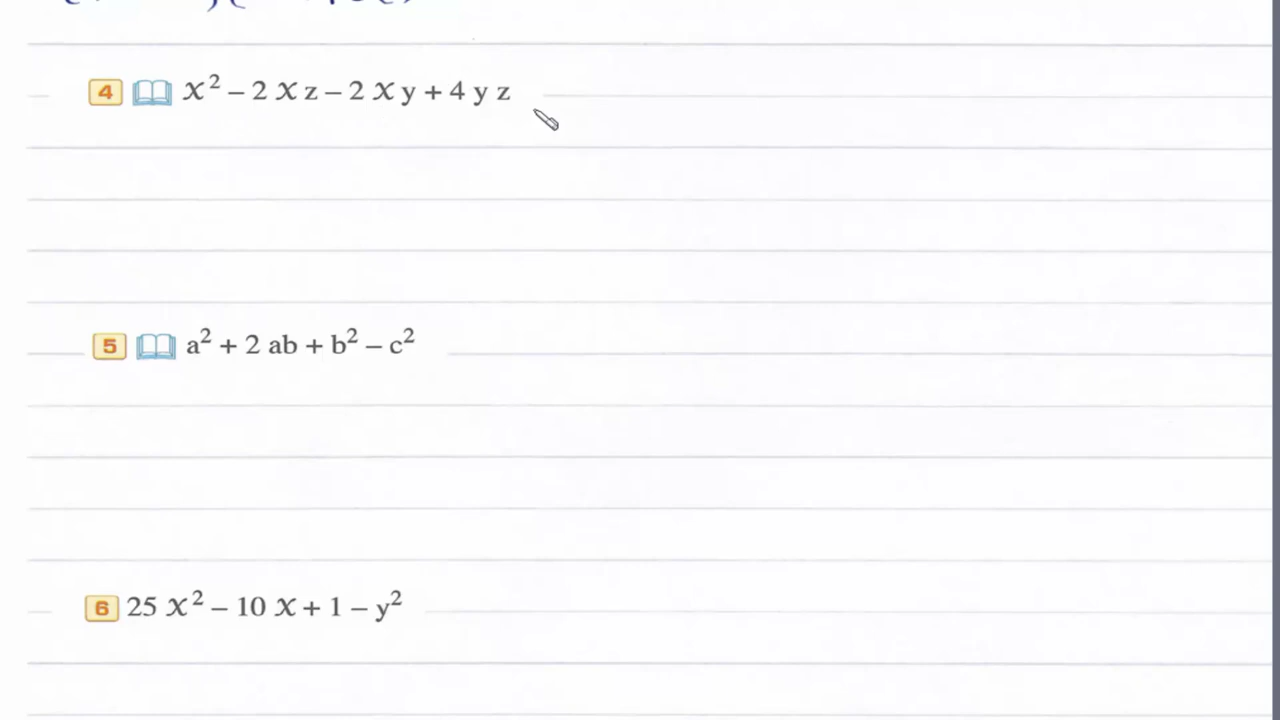 4 x² – 2 x z – 2 x y + 4 y z
5 a² + 2 ab + b² – c²
6 25 x² – 10 x + 1 – y²